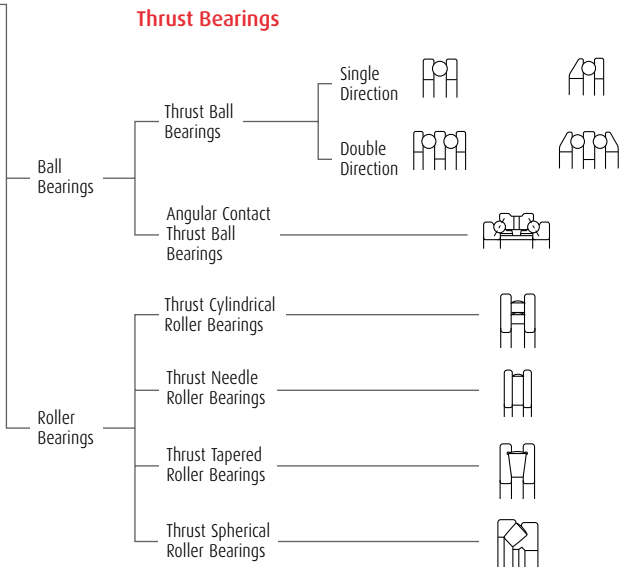 Thrust Bearings
Single
Direction
Thrust Ball
Bearings
Double
Direction
Ball
Bearings
Angular Contact
Thrust Ball
Bearings
Thrust Cylindrical
Roller Bearings
Thrust Needle
Roller Bearings
Roller
Bearings
Thrust Tapered
Roller Bearings
Thrust Spherical
Roller Bearings